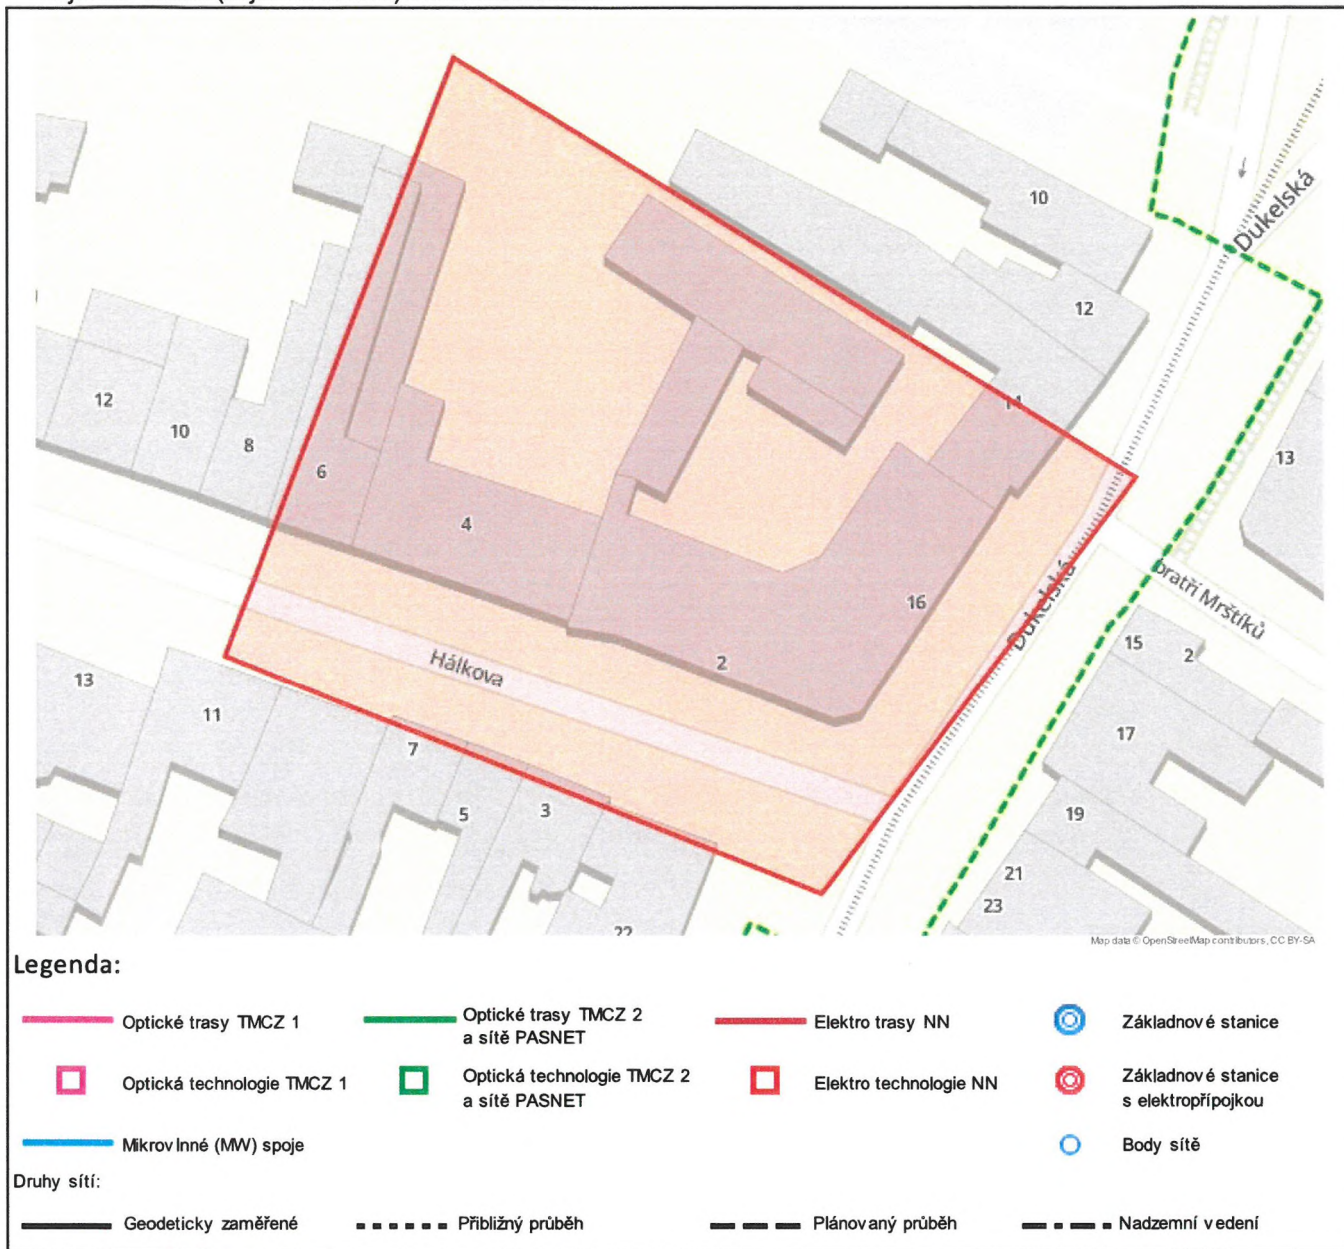 10
Dukelská
12
14
13
12
10
8
6
4
16
Dukelská
bratří Mrštíků
15
2
2
Hálkova
13
11
7
17
5
3
19
21
23
22
Map data © OpenStreetMap contributors, CC BY-SA
Legenda:
Optické trasy TMCZ 1
Optické trasy TMCZ 2
a sítě PASNET
Elektro trasy NN
Základnové stanice
Optická technologie TMCZ 1
Optická technologie TMCZ 2
a sítě PASNET
Elektro technologie NN
Základnové stanice
s elektropřípojkou
Mikrovlnné (MW) spoje
Body sítě
Druhy sítí:
Geodeticky zaměřené
Přibližný průběh
Plánovaný průběh
Nadzemní vedení